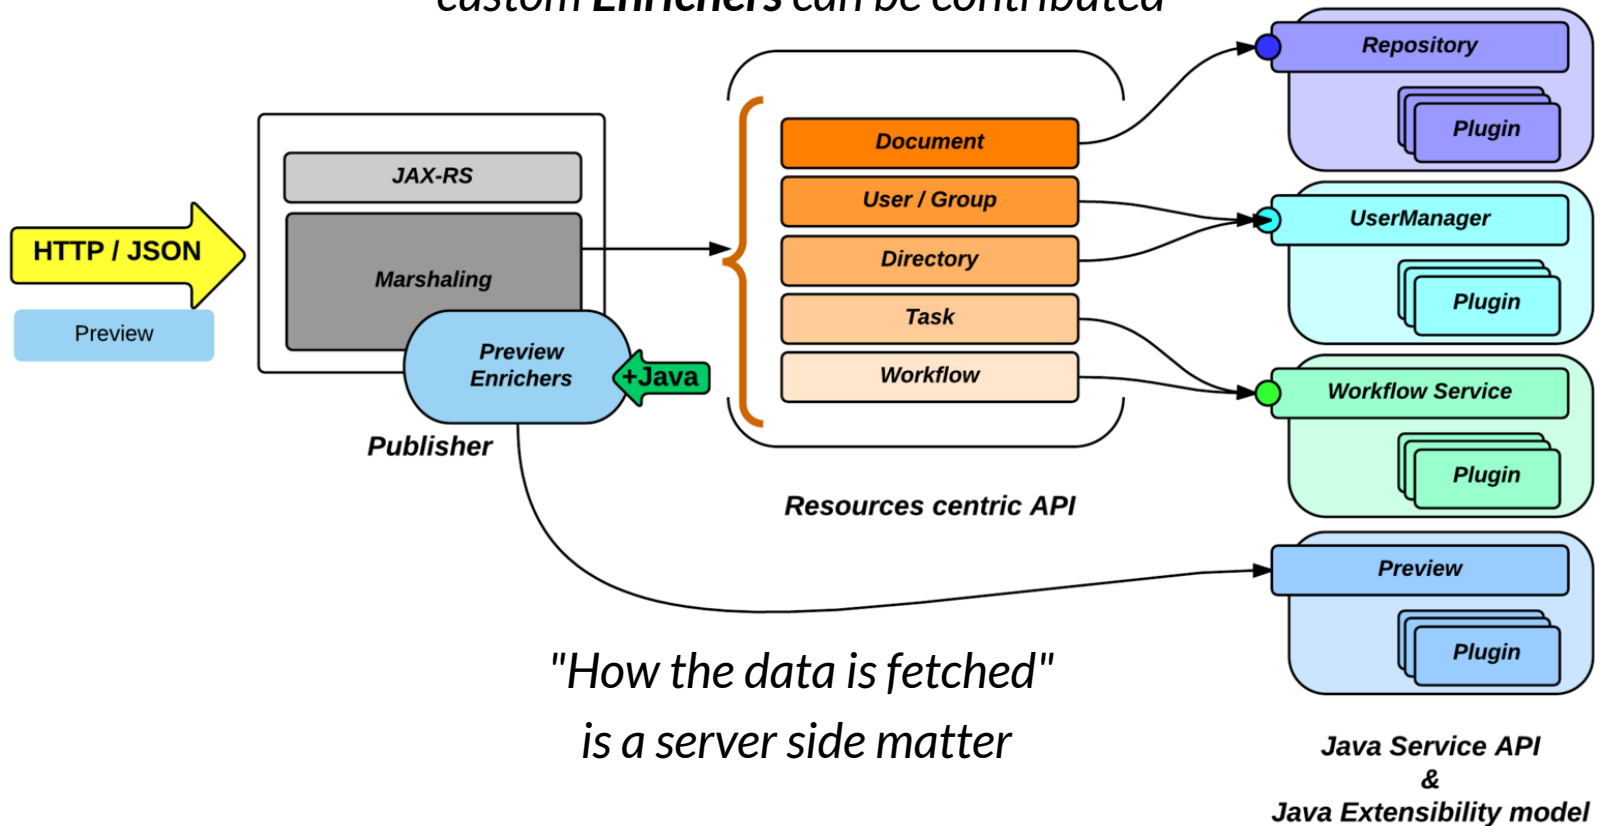 custom Enrichers can be contributed
HTTP / JSON
Preview
JAX-RS
Marshaling
Preview
Enrichers
+Java
Publisher
Document
User / Group
Directory
Task
Workflow
Resources centric API
Repository
Plugin
UserManager
Plugin
Workflow Service
Plugin
Preview
Plugin
"How the data is fetched"
is a server side matter
Java Service API
&
Java Extensibility model